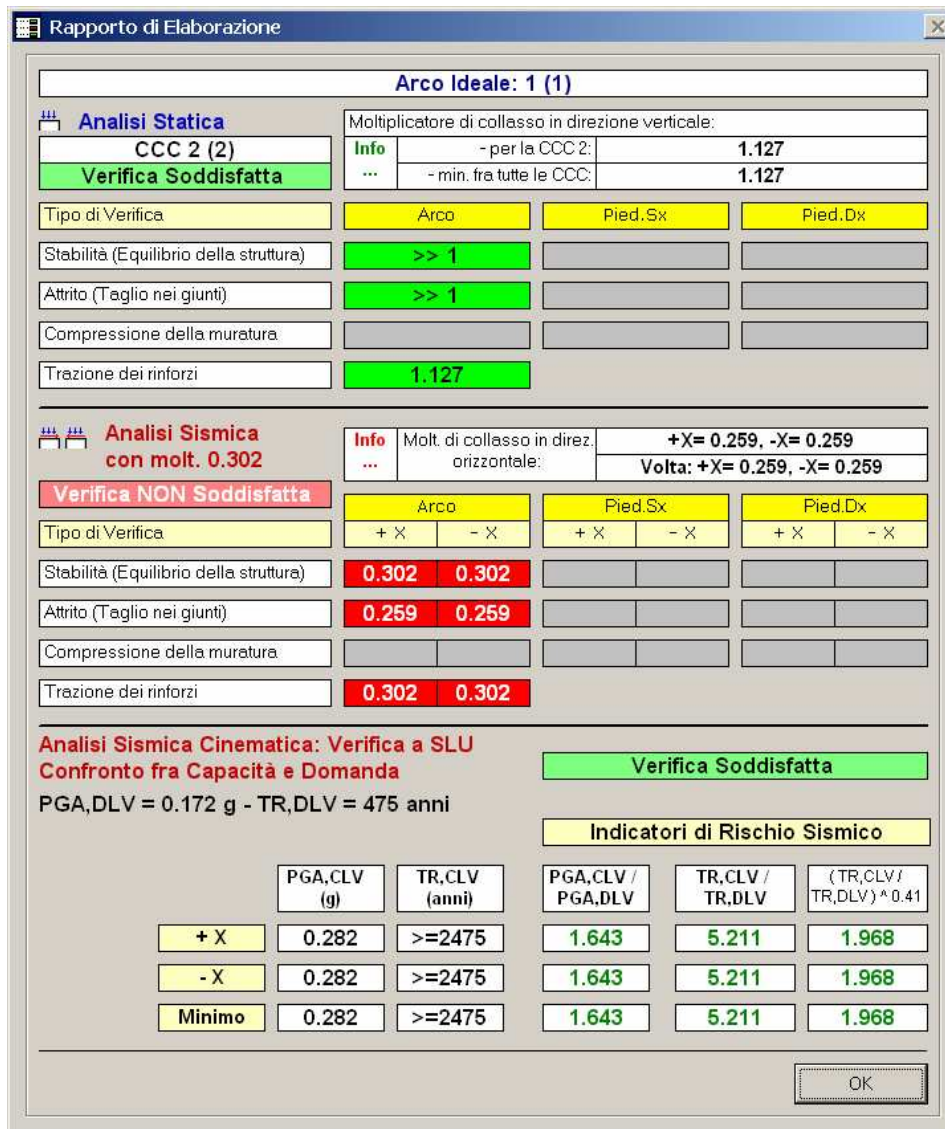 Rapporto di Elaborazione
Arco Ideale: 1 (1)
Analisi Statica
CCC 2 (2)
Verifica Soddisfatta
Moltiplicatore di collasso in direzione verticale:
Info ... - per la CCC 2: 1.127
- min. fra tutte le CCC: 1.127
Tipo di Verifica Arco Pied.Sx Pied.Dx
Stabilità (Equilibrio della struttura) >> 1
Attrito (Taglio nei giunti) >> 1
Compressione della muratura
Trazione dei rinforzi 1.127
Analisi Sismica
con molt. 0.302
Verifica NON Soddisfatta
Info ... Molt. di collasso in direz. orizzontale: +X= 0.259, -X= 0.259
Volta: +X= 0.259, -X= 0.259
Arco Pied.Sx Pied.Dx
Tipo di Verifica + X - X + X - X + X - X
Stabilità (Equilibrio della struttura) 0.302 0.302
Attrito (Taglio nei giunti) 0.259 0.259
Compressione della muratura
Trazione dei rinforzi 0.302 0.302
Analisi Sismica Cinematica: Verifica a SLU
Confronto fra Capacità e Domanda
Verifica Soddisfatta
PGA,DLV = 0.172 g - TR,DLV = 475 anni
Indicatori di Rischio Sismico
PGA,CLV (g) TR,CLV (anni) PGA,CLV / PGA,DLV TR,CLV / TR,DLV (TR,CLV / TR,DLV) ^ 0.41
+ X 0.282 >=2475 1.643 5.211 1.968
- X 0.282 >=2475 1.643 5.211 1.968
Minimo 0.282 >=2475 1.643 5.211 1.968
OK